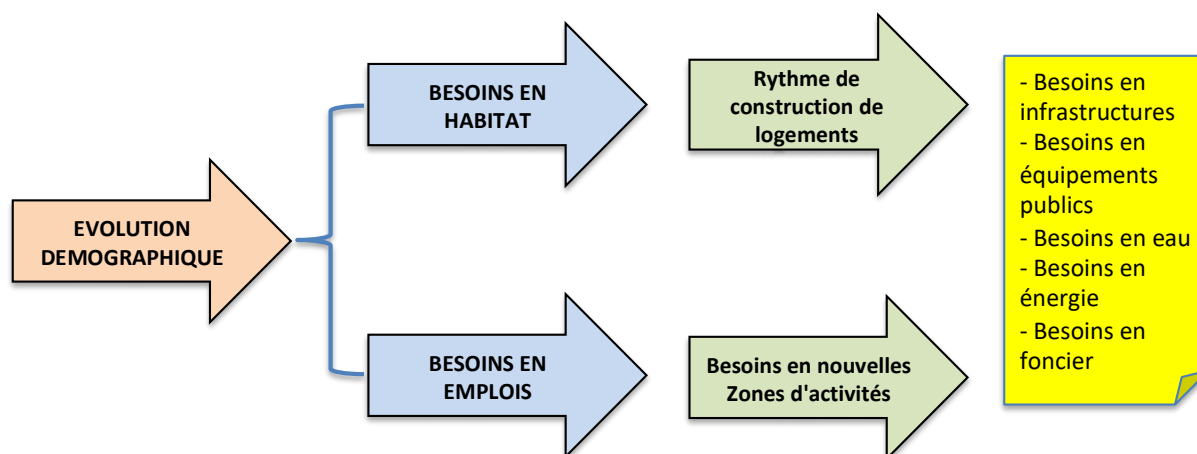 EVOLUTION
DEMOGRAPHIQUE
BESOINS EN
HABITAT
Rythme de
construction de
logements
BESOINS EN
EMPLOIS
Besoins en nouvelles
Zones d'activités
- Besoins en
infrastructures
- Besoins en
équipements
publics
- Besoins en eau
- Besoins en
énergie
- Besoins en
foncier